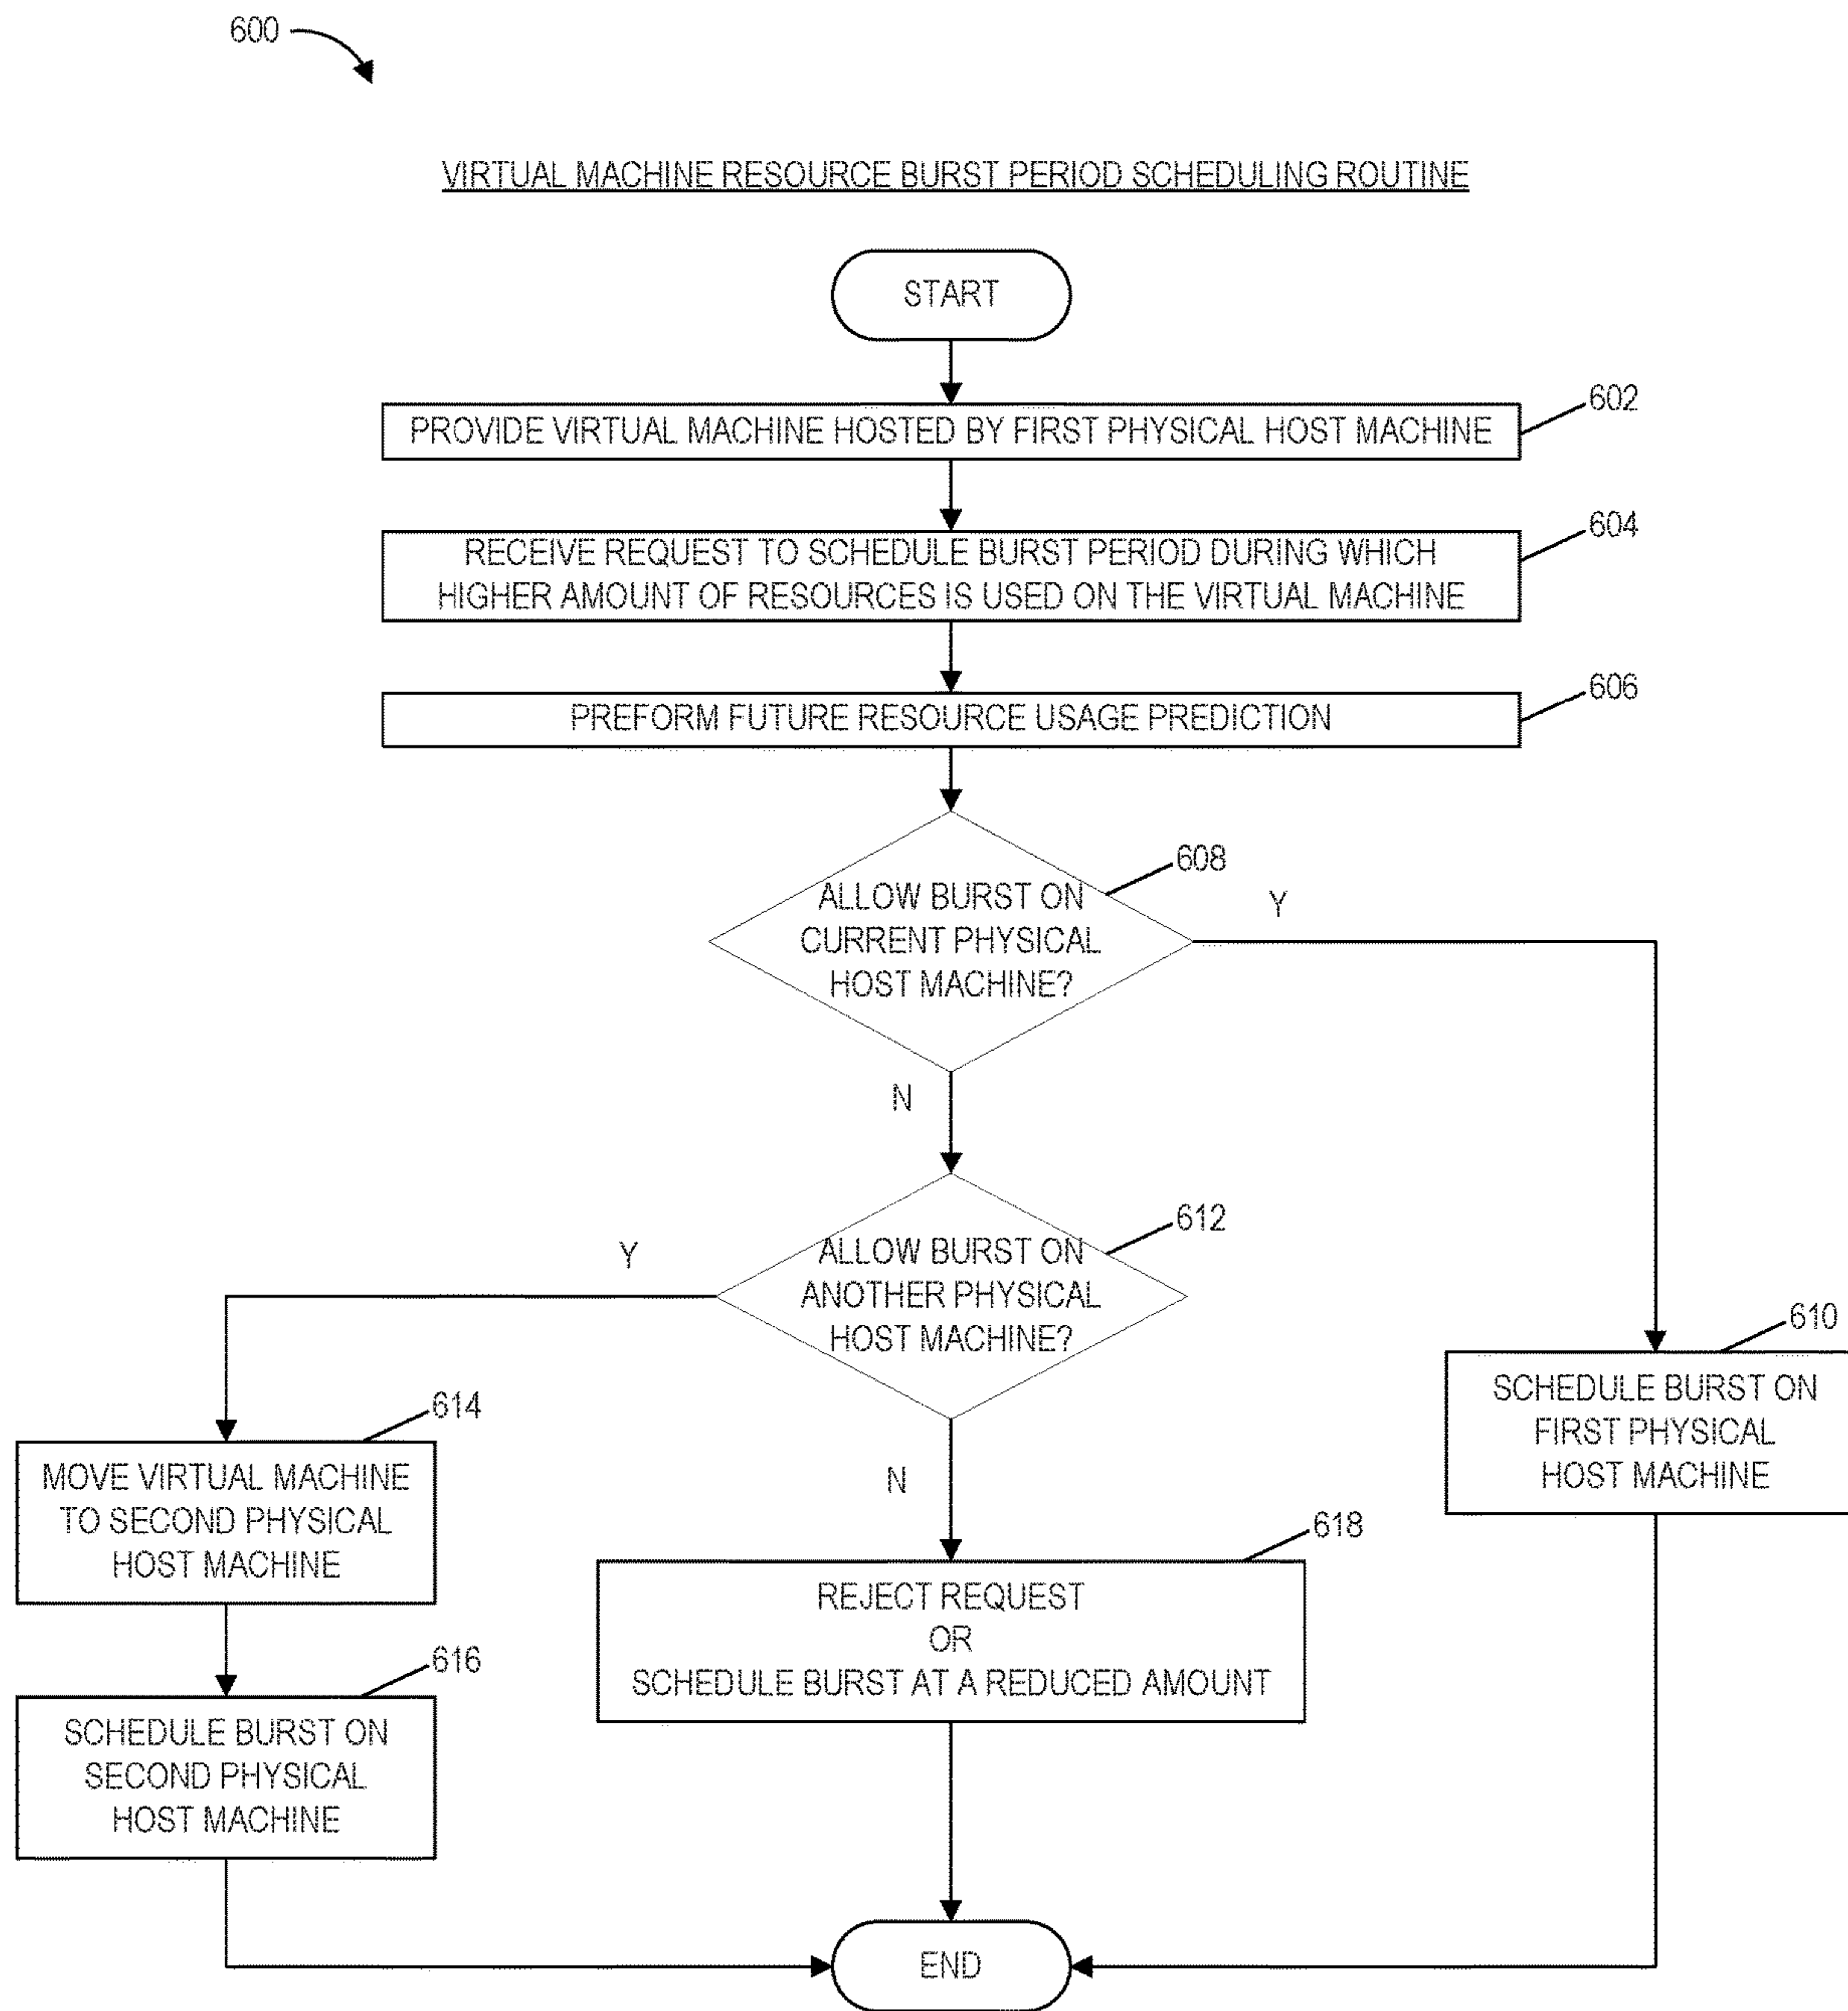 600
VIRTUAL MACHINE RESOURCE BURST PERIOD SCHEDULING ROUTINE
START
602
PROVIDE VIRTUAL MACHINE HOSTED BY FIRST PHYSICAL HOST MACHINE
604
RECEIVE REQUEST TO SCHEDULE BURST PERIOD DURING WHICH
HIGHER AMOUNT OF RESOURCES IS USED ON THE VIRTUAL MACHINE
606
PREFORM FUTURE RESOURCE USAGE PREDICTION
608
ALLOW BURST ON
CURRENT PHYSICAL
HOST MACHINE?
Y
N
612
ALLOW BURST ON
ANOTHER PHYSICAL
HOST MACHINE?
Y
N
610
SCHEDULE BURST ON
FIRST PHYSICAL
HOST MACHINE
614
MOVE VIRTUAL MACHINE
TO SECOND PHYSICAL
HOST MACHINE
618
REJECT REQUEST
OR
SCHEDULE BURST AT A REDUCED AMOUNT
616
SCHEDULE BURST ON
SECOND PHYSICAL
HOST MACHINE
END